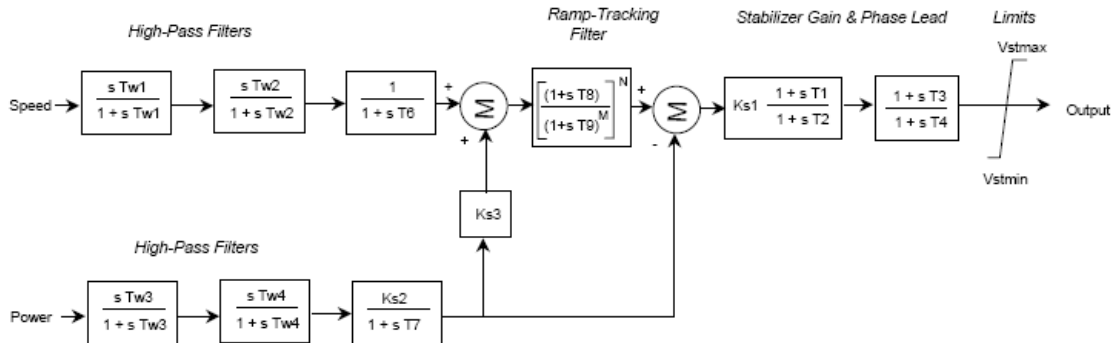 High-Pass Filters
Ramp-Tracking
Filter
Stabilizer Gain & Phase Lead
Limits
Vstmax
Speed
s Tw1
1 + s Tw1
s Tw2
1 + s Tw2
1
1 + s T6
+
Σ
+
[(1+s T8)
(1+s T9)^M]^N
+
Σ
-
Ks1
1 + s T1
1 + s T2
1 + s T3
1 + s T4
Output
Vstmin
Ks3
High-Pass Filters
Power
s Tw3
1 + s Tw3
s Tw4
1 + s Tw4
Ks2
1 + s T7